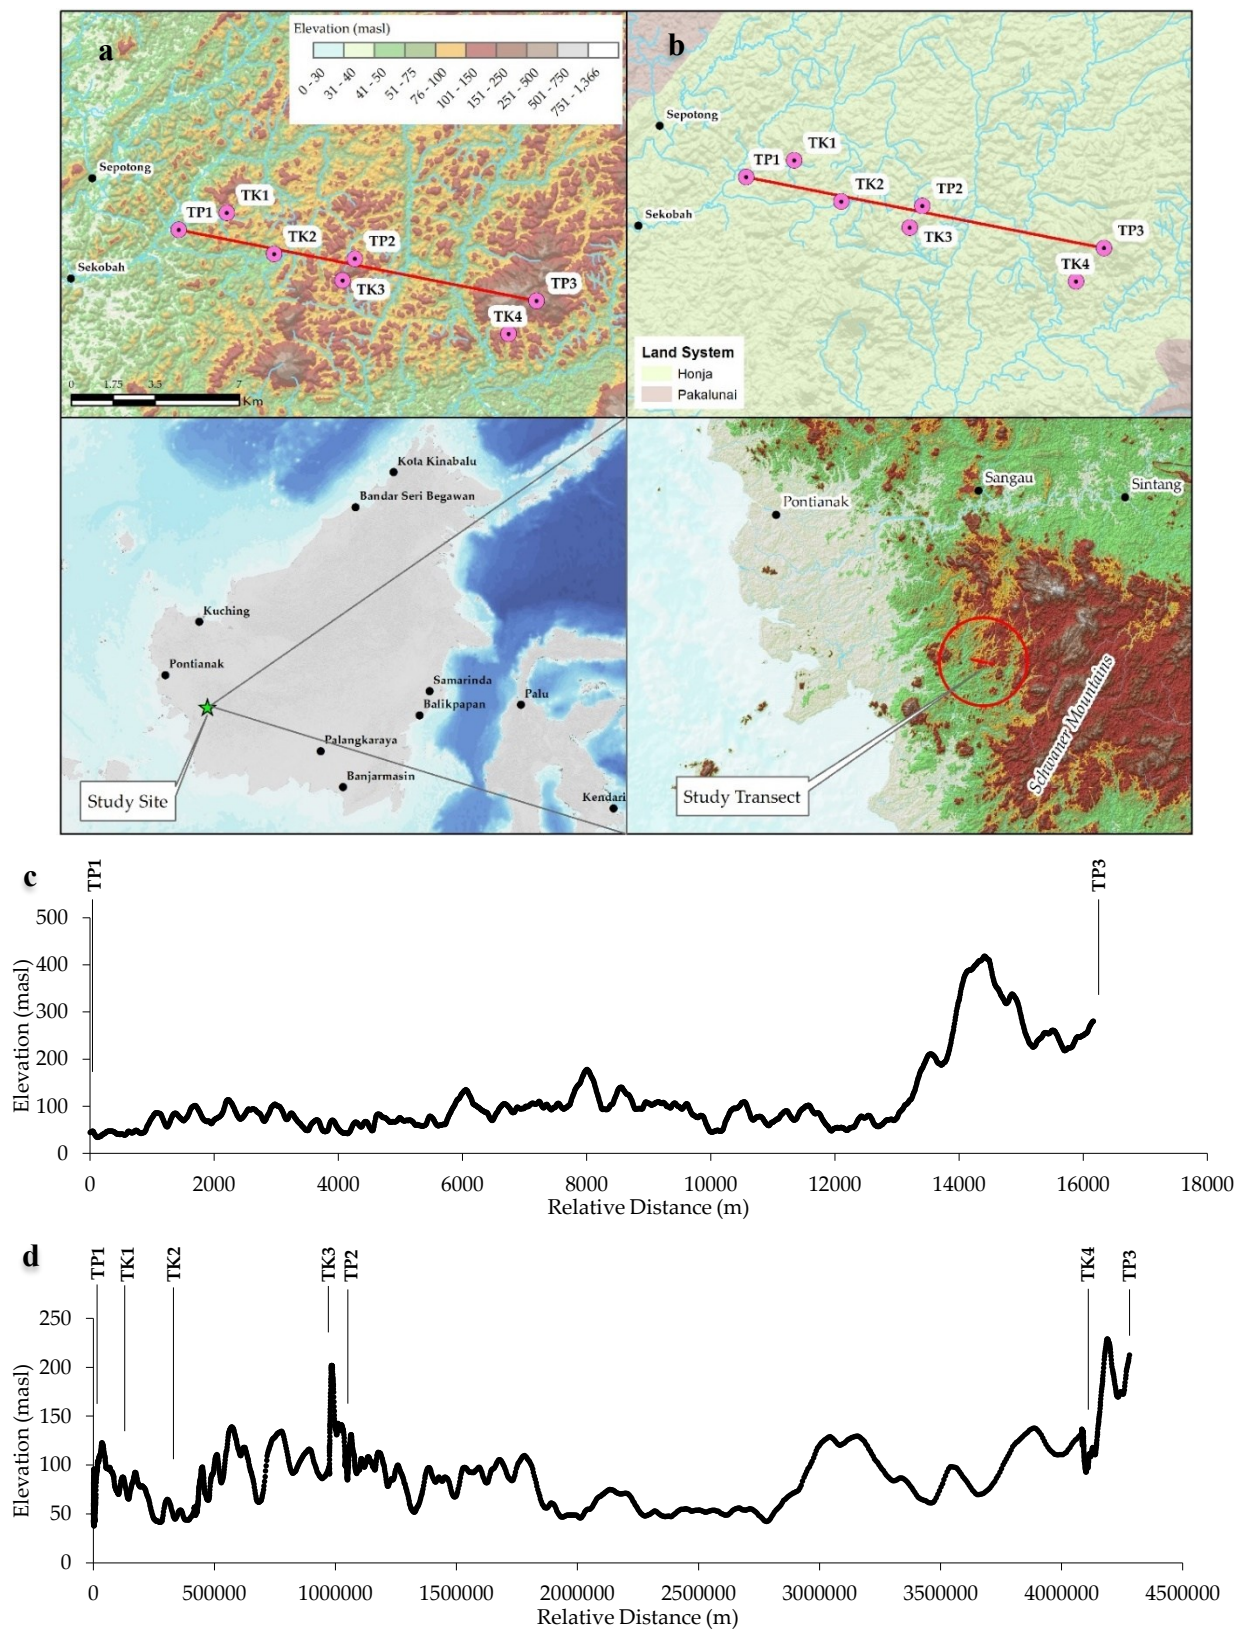 a
Elevation (masl)
0 - 30
31 - 40
41 - 50
51 - 75
76 - 100
101 - 150
151 - 250
251 - 500
501 - 750
751 - 1,366
Sepotong
TK1
TP1
TK2
TP2
Sekobah
TK3
TP3
TK4
0 1.75 3.5 7
Km
b
Sepotong
TK1
TP1
TK2
TP2
Sekobah
TK3
TP3
TK4
Land System
Honja
Pakalunai
Kota Kinabalu
Bandar Seri Begawan
Kuching
Pontianak
Samarinda
Balikpapan
Palu
Palangkaraya
Banjarmasin
Kendari
Study Site
Sangau
Sintang
Pontianak
Schwaner Mountains
Study Transect
c
TP1
TP3
Elevation (masl)
500
400
300
200
100
0
0 2000 4000 6000 8000 10000 12000 14000 16000 18000
Relative Distance (m)
d
TP1
TK1
TK2
TK3
TP2
TK4
TP3
Elevation (masl)
250
200
150
100
50
0
0 500000 1000000 1500000 2000000 2500000 3000000 3500000 4000000 4500000
Relative Distance (m)